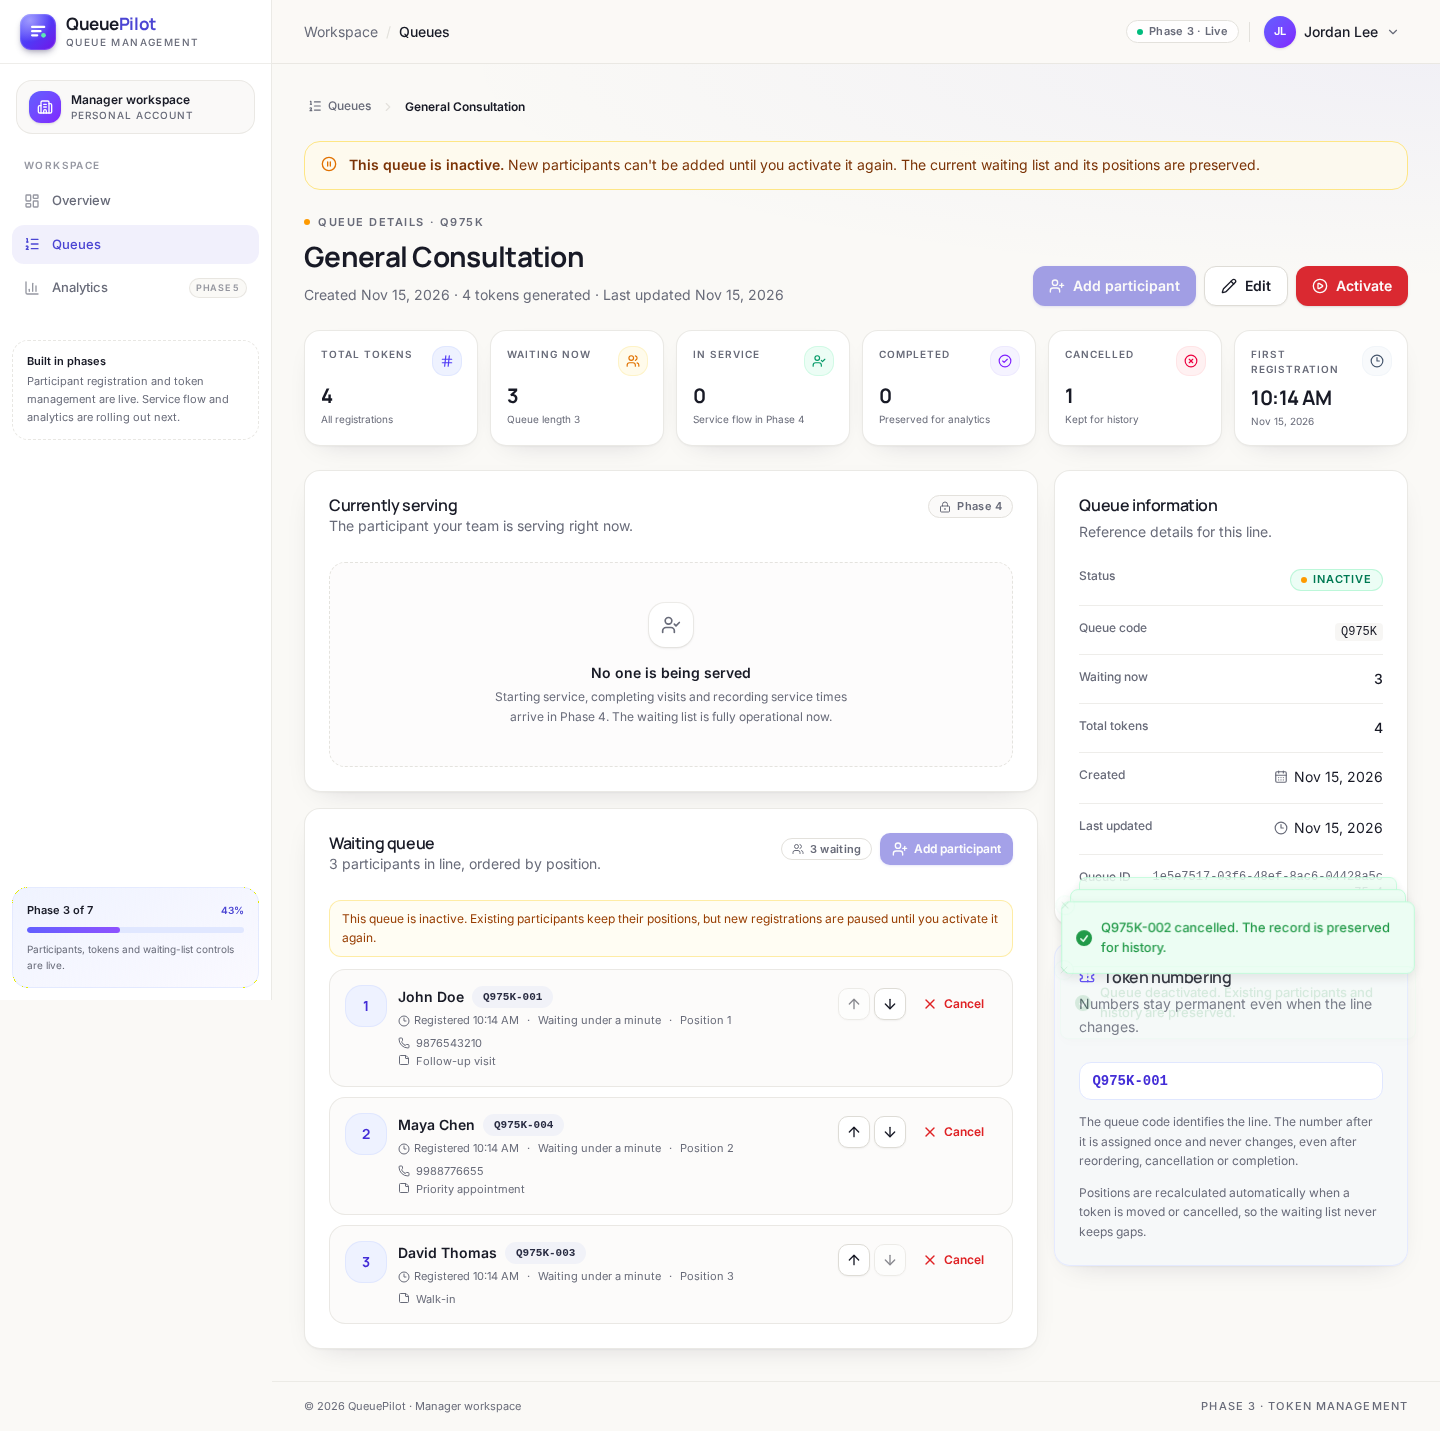 QueuePilot
QUEUE MANAGEMENT
Workspace / Queues
Phase 3 · Live
JL
Jordan Lee
Manager workspace
PERSONAL ACCOUNT
WORKSPACE
Overview
Queues
Analytics
PHASE 5
Built in phases
Participant registration and token
management are live. Service flow and
analytics are rolling out next.
Phase 3 of 7
43%
Participants, tokens and waiting-list controls
are live.
Queues
General Consultation
This queue is inactive. New participants can't be added until you activate it again. The current waiting list and its positions are preserved.
QUEUE DETAILS · Q975K
General Consultation
Created Nov 15, 2026 · 4 tokens generated · Last updated Nov 15, 2026
Add participant
Edit
Activate
TOTAL TOKENS
4
All registrations
WAITING NOW
3
Queue length 3
IN SERVICE
0
Service flow in Phase 4
COMPLETED
0
Preserved for analytics
CANCELLED
1
Kept for history
FIRST
REGISTRATION
10:14 AM
Nov 15, 2026
Currently serving
The participant your team is serving right now.
Phase 4
No one is being served
Starting service, completing visits and recording service times
arrive in Phase 4. The waiting list is fully operational now.
Waiting queue
3 participants in line, ordered by position.
3 waiting
Add participant
This queue is inactive. Existing participants keep their positions, but new registrations are paused until you activate it
again.
1
John Doe
Q975K-001
Registered 10:14 AM · Waiting under a minute · Position 1
9876543210
Follow-up visit
Cancel
2
Maya Chen
Q975K-004
Registered 10:14 AM · Waiting under a minute · Position 2
9988776655
Priority appointment
Cancel
3
David Thomas
Q975K-003
Registered 10:14 AM · Waiting under a minute · Position 3
Walk-in
Cancel
Queue information
Reference details for this line.
Status
INACTIVE
Queue code
Q975K
Waiting now
3
Total tokens
4
Created
Nov 15, 2026
Last updated
Nov 15, 2026
Queue ID
1e5e7517-03f6-48ef-8ac6-04428a5c
Q975K-002 cancelled. The record is preserved
for history.
Token numbering
Queue deactivated. Existing participants and
history are preserved.
Numbers stay permanent even when the line
changes.
Q975K-001
The queue code identifies the line. The number after
it is assigned once and never changes, even after
reordering, cancellation or completion.
Positions are recalculated automatically when a
token is moved or cancelled, so the waiting list never
keeps gaps.
© 2026 QueuePilot · Manager workspace
PHASE 3 · TOKEN MANAGEMENT